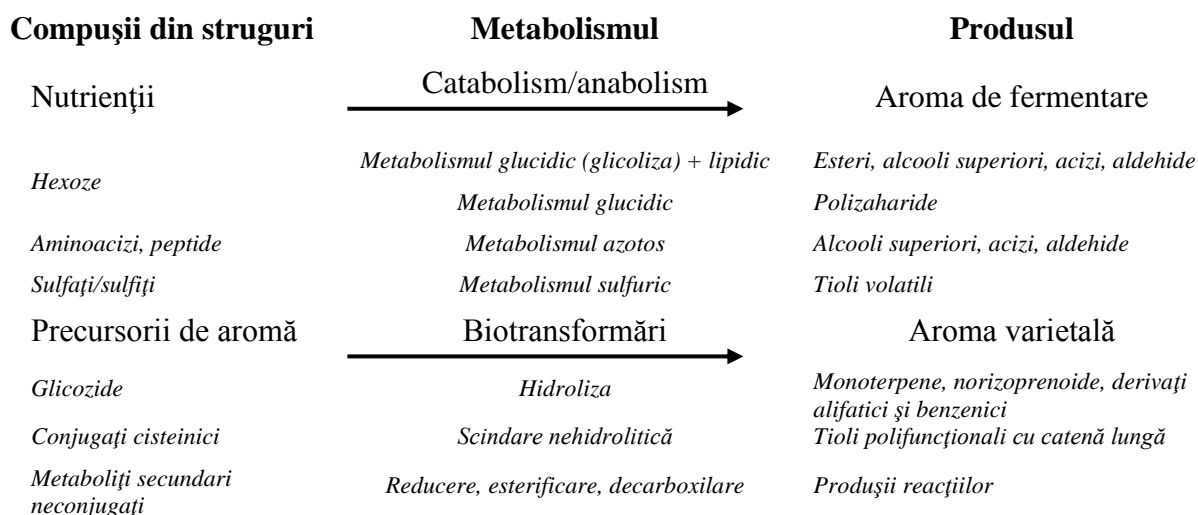 Compuşii din struguri Metabolismul Produsul
Nutrienţii Catabolism/anabolism Aroma de fermentare
Hexoze Metabolismul glucidic (glicoliza) + lipidic Esteri, alcooli superiori, acizi, aldehide
Metabolismul glucidic Polizaharide
Aminoacizi, peptide Metabolismul azotos Alcooli superiori, acizi, aldehide
Sulfaţi/sulfiţi Metabolismul sulfuric Tioli volatili
Precursorii de aromă Biotransformări Aroma varietală
Glicozide Hidroliza Monoterpene, norizoprenoide, derivaţi
alifatici şi benzenici
Conjugaţi cisteinici Scindare nehidrolitică Tioli polifuncţionali cu catenă lungă
Metaboliţi secundari
neconjugaţi Reducere, esterificare, decarboxilare Produşii reacţiilor